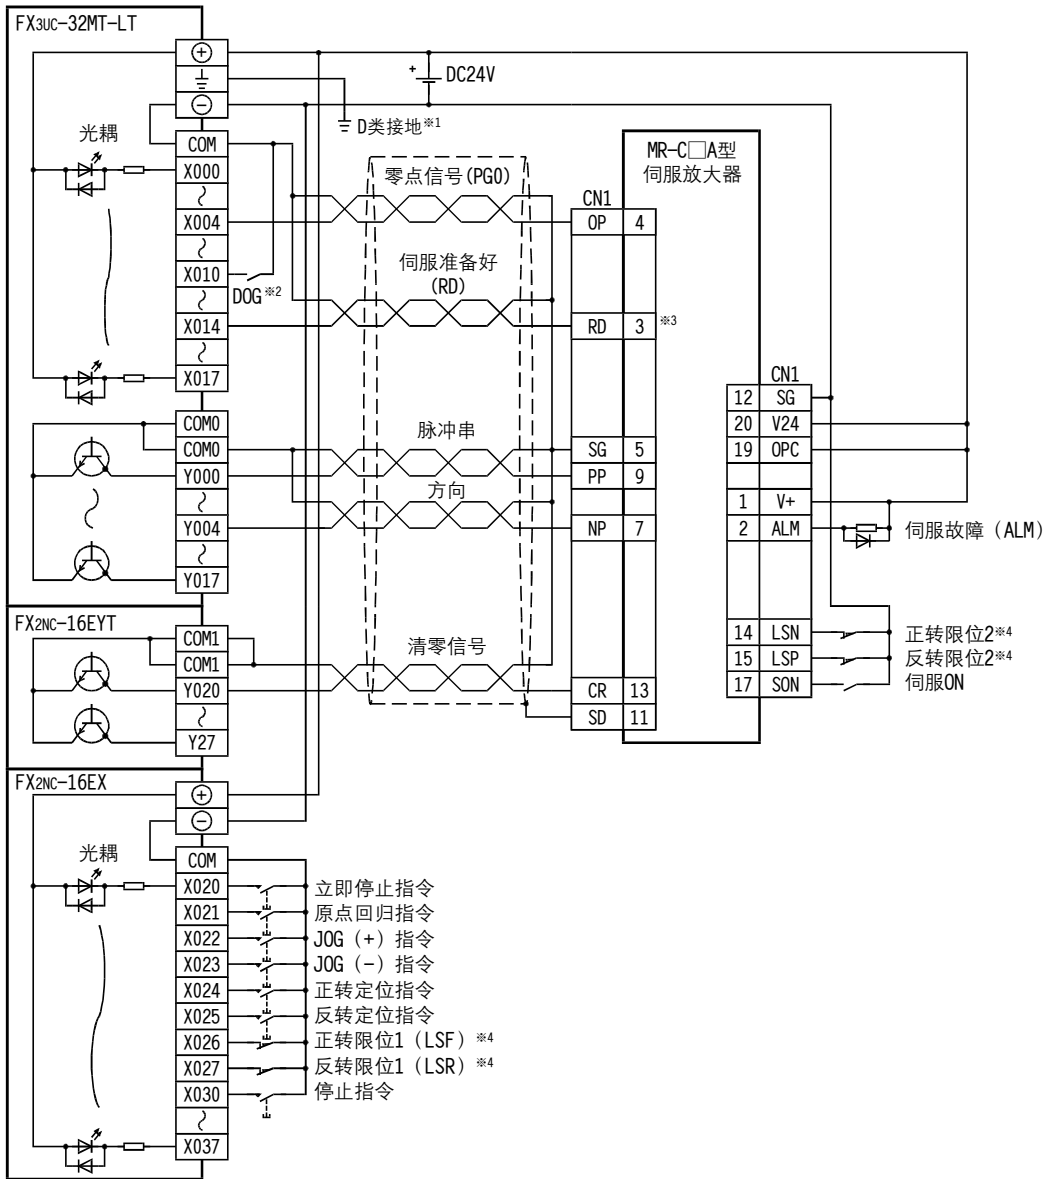 FX3UC-32MT-LT
+
DC24V
D类接地※1
光耦
COM
X000
X004
X010
DOG※2
X014
X017
零点信号(PG0)
伺服准备好
(RD)
MR-C□A型
伺服放大器
CN1
OP 4
RD 3 ※3
SG 5
PP 9
NP 7
CR 13
SD 11
CN1
12 SG
20 V24
19 OPC
1 V+
2 ALM
伺服故障（ALM）
14 LSN
正转限位2※4
15 LSP
反转限位2※4
17 SON
伺服ON
COM0
COM0
Y000
Y004
Y017
脉冲串
方向
FX2NC-16EYT
COM1
COM1
Y020
Y27
清零信号
FX2NC-16EX
光耦
COM
X020 立即停止指令
X021 原点回归指令
X022 JOG（+）指令
X023 JOG（-）指令
X024 正转定位指令
X025 反转定位指令
X026 正转限位1（LSF）※4
X027 反转限位1（LSR）※4
X030 停止指令
X037